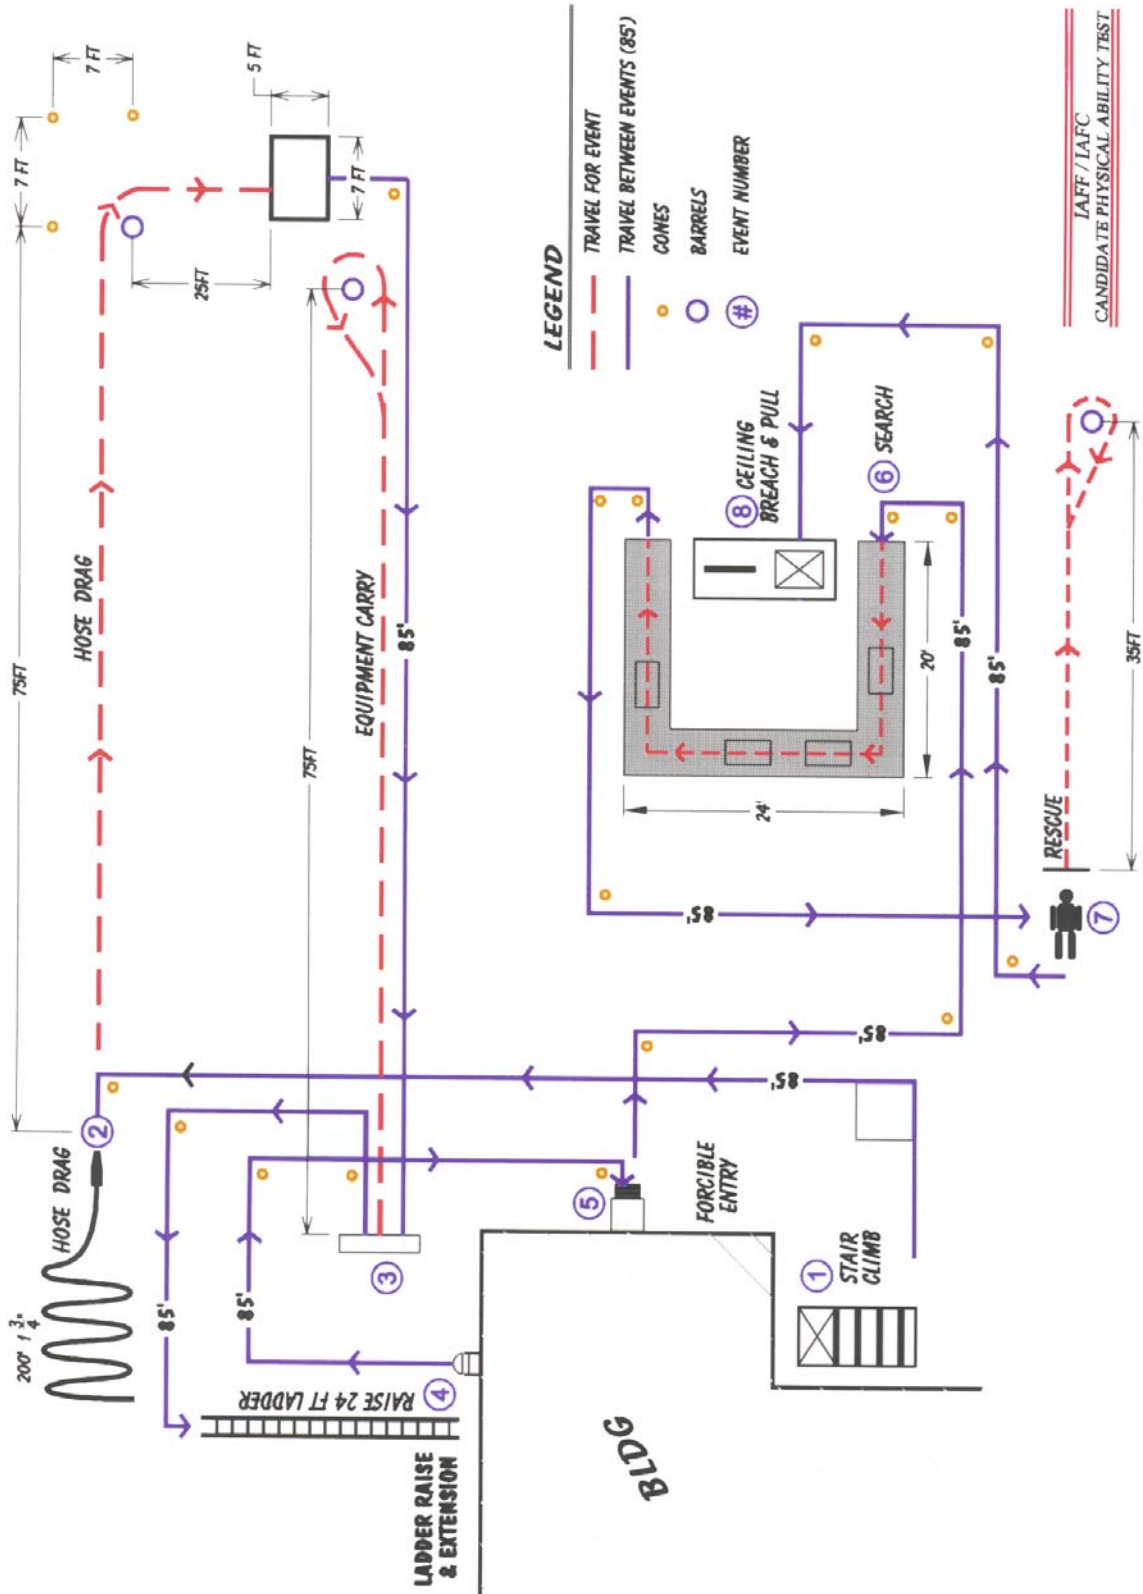 200' 1 3/4"
HOSE DRAG
2
75FT
HOSE DRAG
7 FT
7 FT
25FT
5 FT
7 FT
EQUIPMENT CARRY
75FT
85'
3
85'
85'
LADDER RAISE
& EXTENSION
RAISE 24 FT LADDER
4
BLDG
5
FORCIBLE
ENTRY
1
STAIR
CLIMB
85'
85'
85'
24'
20'
8 CEILING
BREACH & PULL
6 SEARCH
85'
85'
7
RESCUE
35FT
LEGEND
TRAVEL FOR EVENT
TRAVEL BETWEEN EVENTS (85')
CONES
BARRELS
# EVENT NUMBER
IAFF / IAFC
CANDIDATE PHYSICAL ABILITY TEST